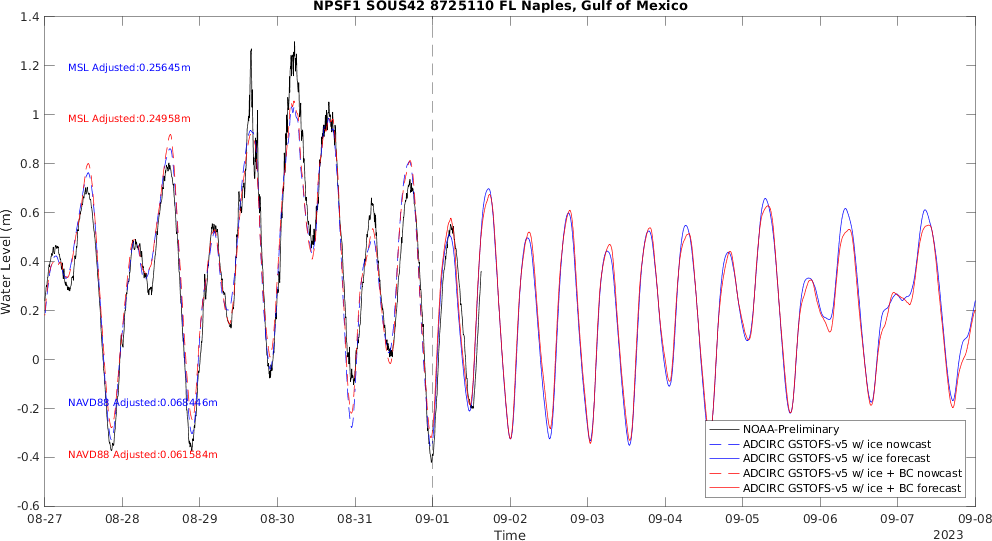 NPSF1 SOUS42 8725110 FL Naples, Gulf of Mexico
1.4
1.2
1
0.8
0.6
0.4
0.2
0
-0.2
-0.4
-0.6
Water Level (m)
MSL Adjusted:0.25645m
MSL Adjusted:0.24958m
NAVD88 Adjusted:0.068446m
NAVD88 Adjusted:0.061584m
NOAA-Preliminary
ADCIRC GSTOFS-v5 w/ ice nowcast
ADCIRC GSTOFS-v5 w/ ice forecast
ADCIRC GSTOFS-v5 w/ ice + BC nowcast
ADCIRC GSTOFS-v5 w/ ice + BC forecast
08-27 08-28 08-29 08-30 08-31 09-01 09-02 09-03 09-04 09-05 09-06 09-07 09-08
Time
2023